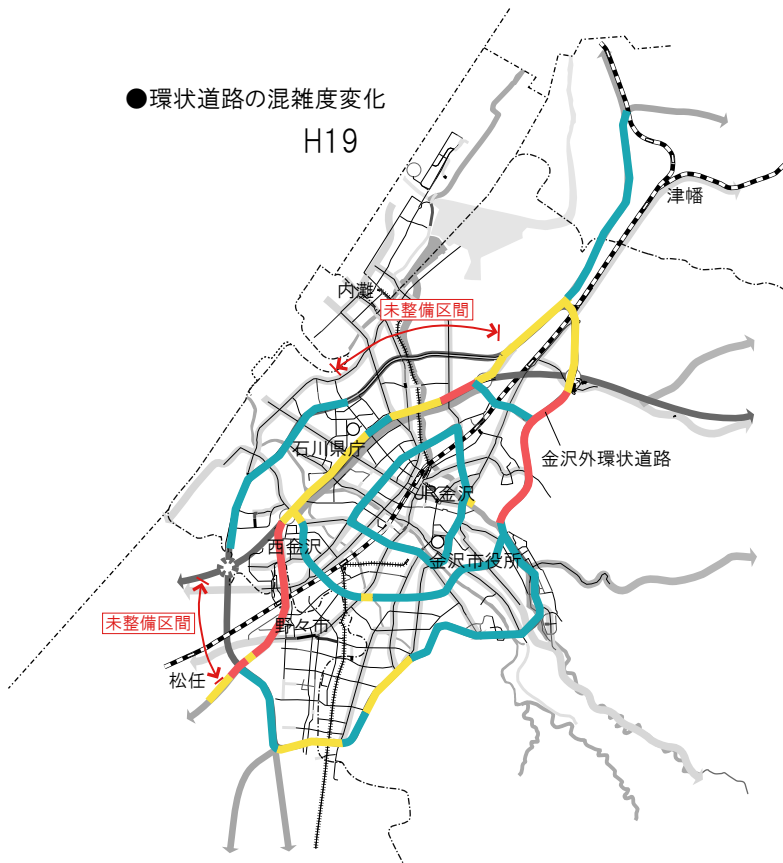 ●環状道路の混雑度変化
H19
津幡
内灘
未整備区間
石川県庁
金沢外環状道路
JR金沢
西金沢
金沢市役所
未整備区間
野々市
松任